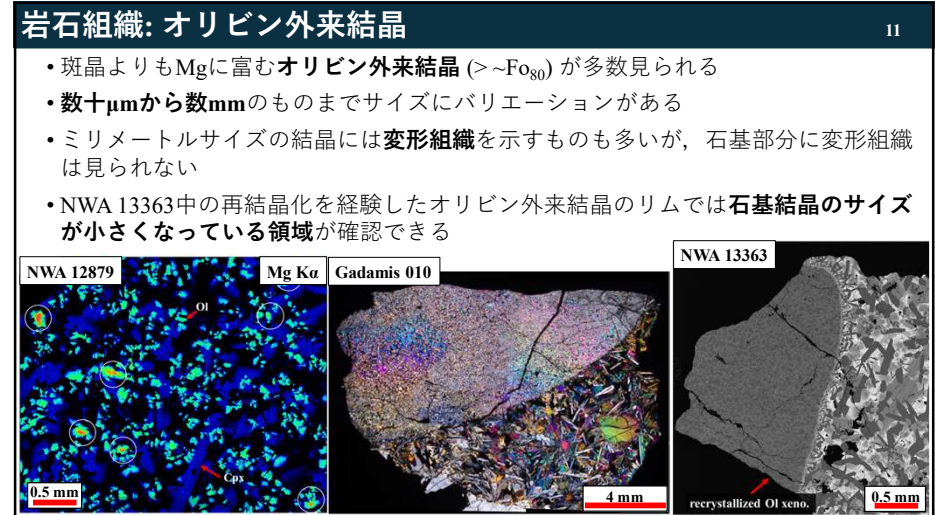 岩石組織: オリビン外来結晶
11
• 斑晶よりもMgに富むオリビン外来結晶 (> ~Fo₈₀) が多数見られる
• 数十μmから数mmのものまでサイズにバリエーションがある
• ミリメートルサイズの結晶には変形組織を示すものも多いが，石基部分に変形組織
は見られない
• NWA 13363中の再結晶化を経験したオリビン外来結晶のリムでは石基結晶のサイズ
が小さくなっている領域が確認できる
NWA 12879
Mg Kα
Ol
Cpx
0.5 mm
Gadamis 010
4 mm
NWA 13363
recrystallized Ol xeno.
0.5 mm